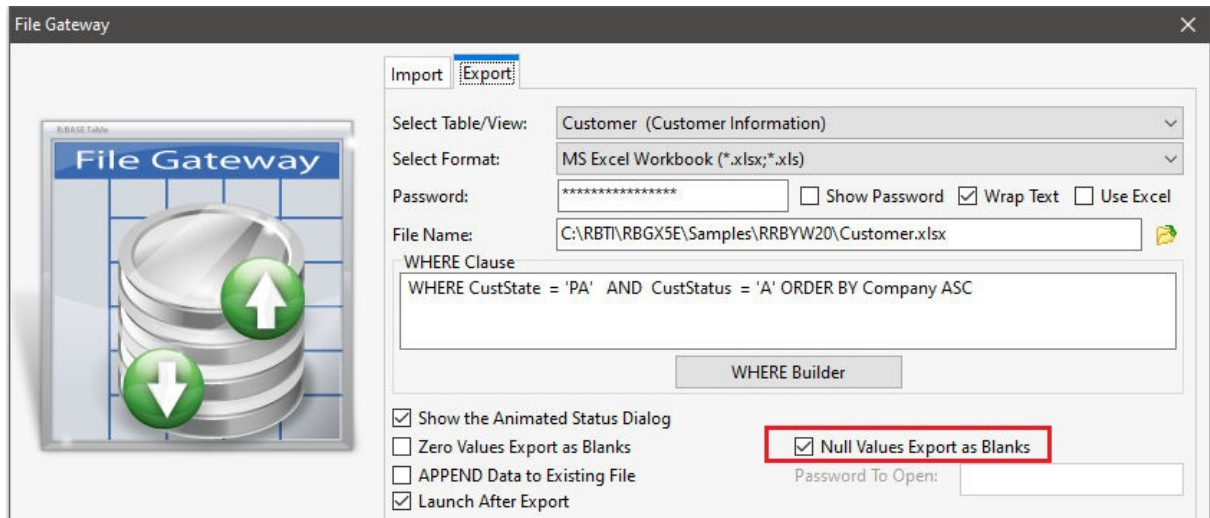 File Gateway
Import Export
R:BASE Table
File Gateway
Select Table/View: Customer (Customer Information)
Select Format: MS Excel Workbook (*.xlsx;*.xls)
Password: **************** Show Password Wrap Text Use Excel
File Name: C:\RBTI\RBGX5E\Samples\RRBYW20\Customer.xlsx
WHERE Clause
WHERE CustState = 'PA' AND CustStatus = 'A' ORDER BY Company ASC
WHERE Builder
Show the Animated Status Dialog
Zero Values Export as Blanks Null Values Export as Blanks
APPEND Data to Existing File Password To Open:
Launch After Export